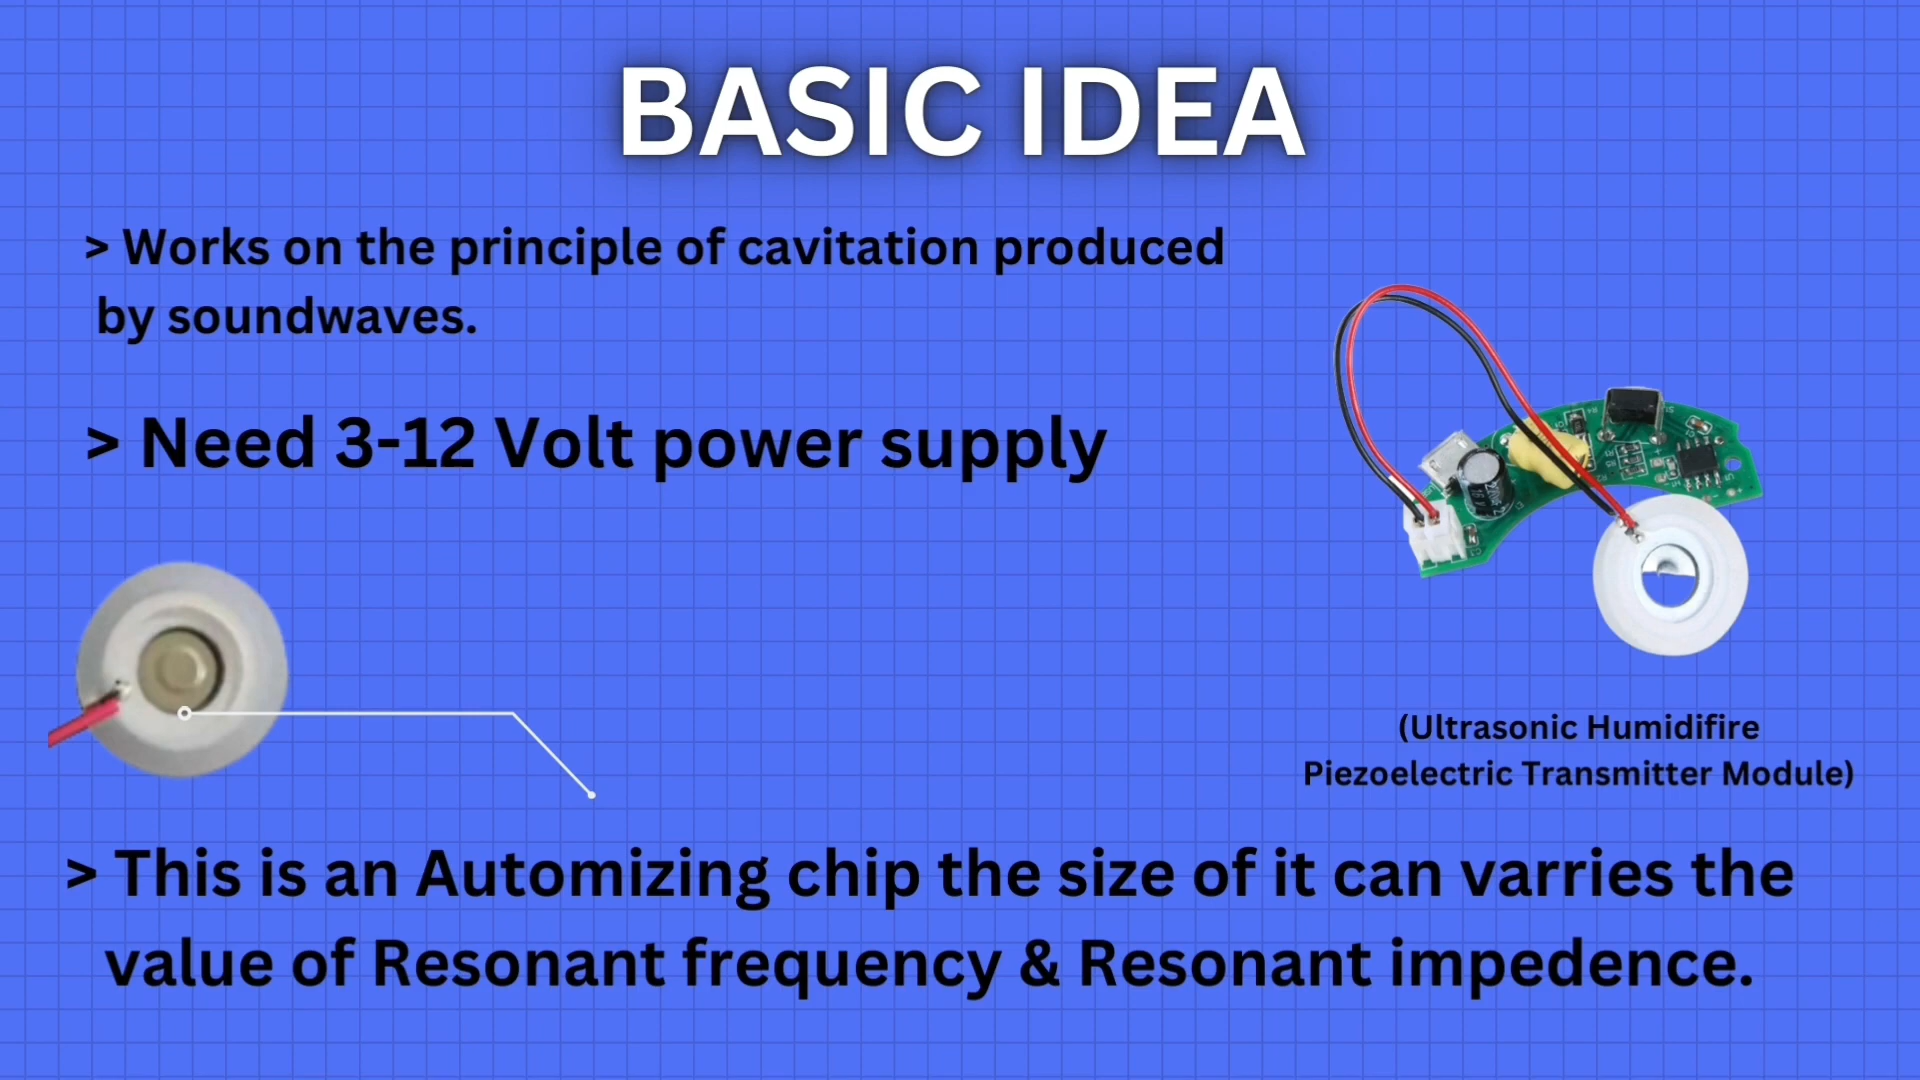 BASIC IDEA
> Works on the principle of cavitation produced
by soundwaves.
> Need 3-12 Volt power supply
(Ultrasonic Humidifire
Piezoelectric Transmitter Module)
> This is an Automizing chip the size of it can varries the
value of Resonant frequency & Resonant impedence.